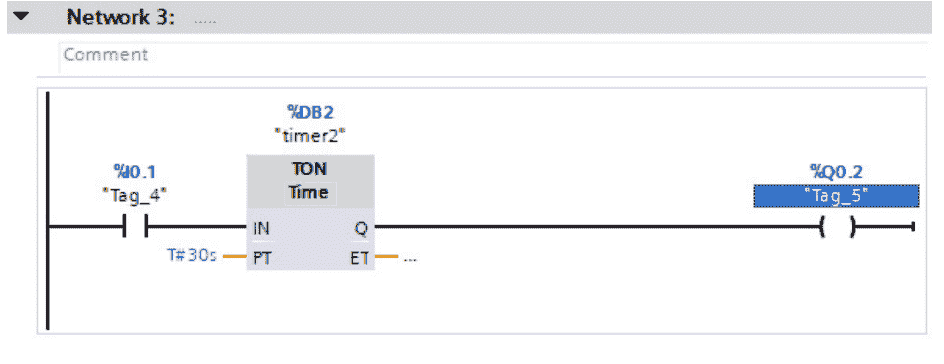 Network 3: .....
Comment
%DB2
"timer2"
%I0.1
"Tag_4"
TON
Time
%Q0.2
"Tag_5"
IN Q
T#30s PT ET ...